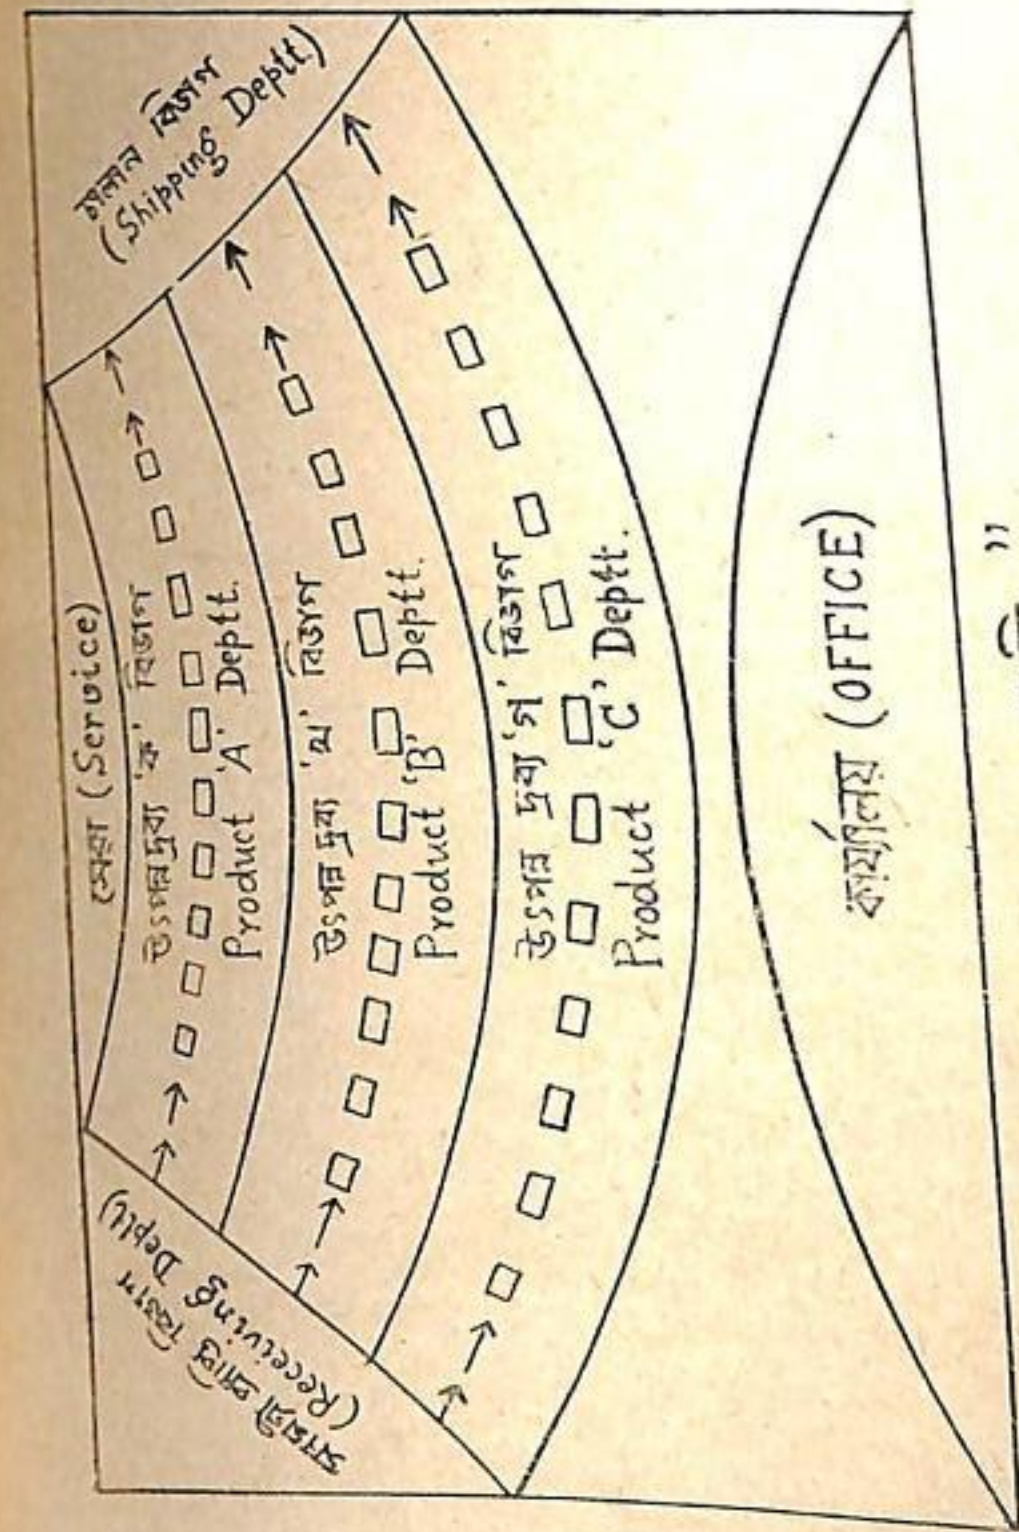 সেবা (Service)
উৎপন্ন দ্রব্য 'ক' বিভাগ
Product 'A' Deptt.
উৎপন্ন দ্রব্য 'খ' বিভাগ
Product 'B' Deptt.
উৎপন্ন দ্রব্য 'গ' বিভাগ
Product 'C' Deptt.
সামগ্রী প্রাপ্তি বিভাগ
(Receiving Deptt)
চালান বিভাগ
(Shipping Deptt.)
কার্য্যালয় (OFFICE)